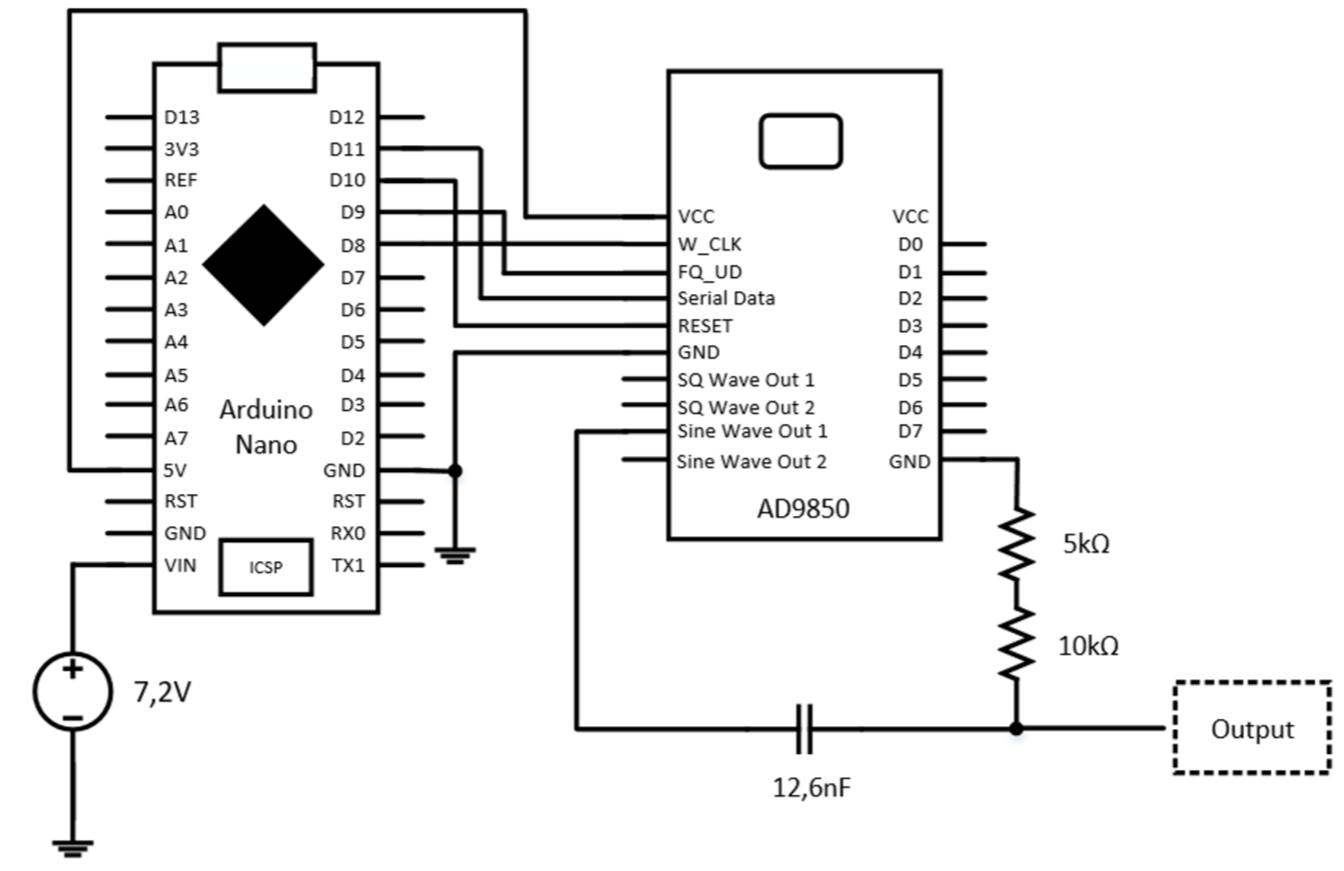 D13
3V3
REF
A0
A1
A2
A3
A4
A5
A6
A7
5V
RST
GND
VIN
D12
D11
D10
D9
D8
D7
D6
D5
D4
D3
D2
GND
RST
RX0
TX1
Arduino
Nano
ICSP
7,2V
VCC
W_CLK
FQ_UD
Serial Data
RESET
GND
SQ Wave Out 1
SQ Wave Out 2
Sine Wave Out 1
Sine Wave Out 2
VCC
D0
D1
D2
D3
D4
D5
D6
D7
GND
AD9850
5kΩ
10kΩ
12,6nF
Output